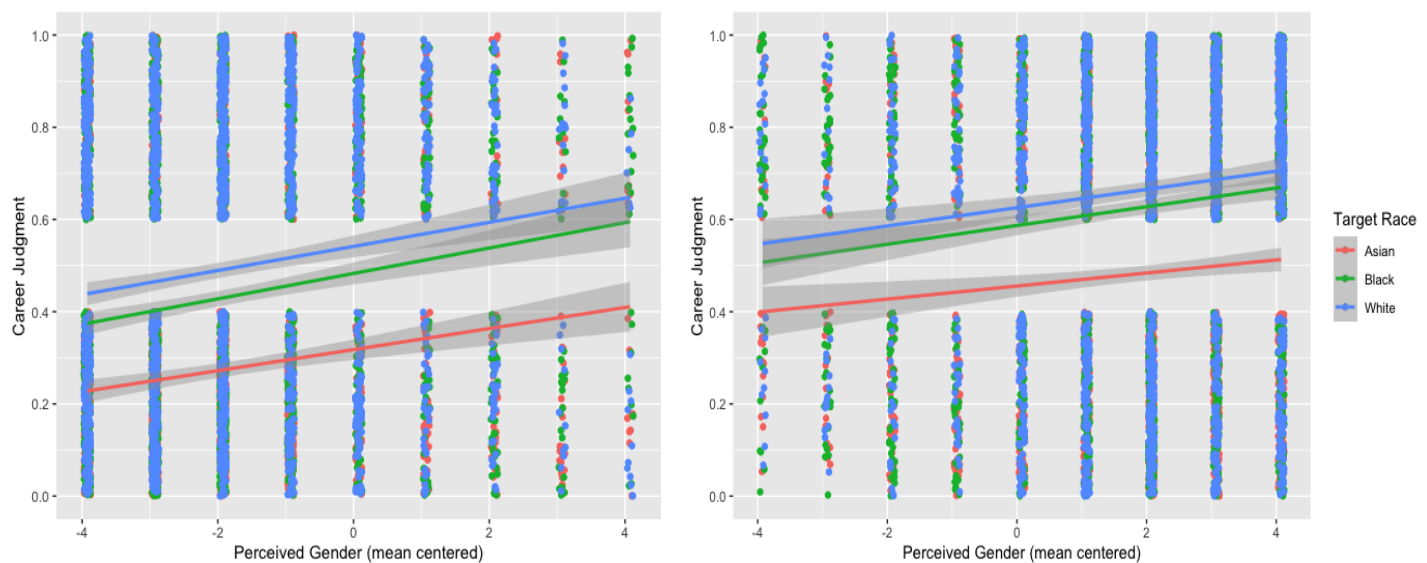 1.0
0.8
0.6
0.4
0.2
0.0
Career Judgment
-4 -2 0 2 4
Perceived Gender (mean centered)
1.0
0.8
0.6
0.4
0.2
0.0
Career Judgment
-4 -2 0 2 4
Perceived Gender (mean centered)
Target Race
Asian
Black
White